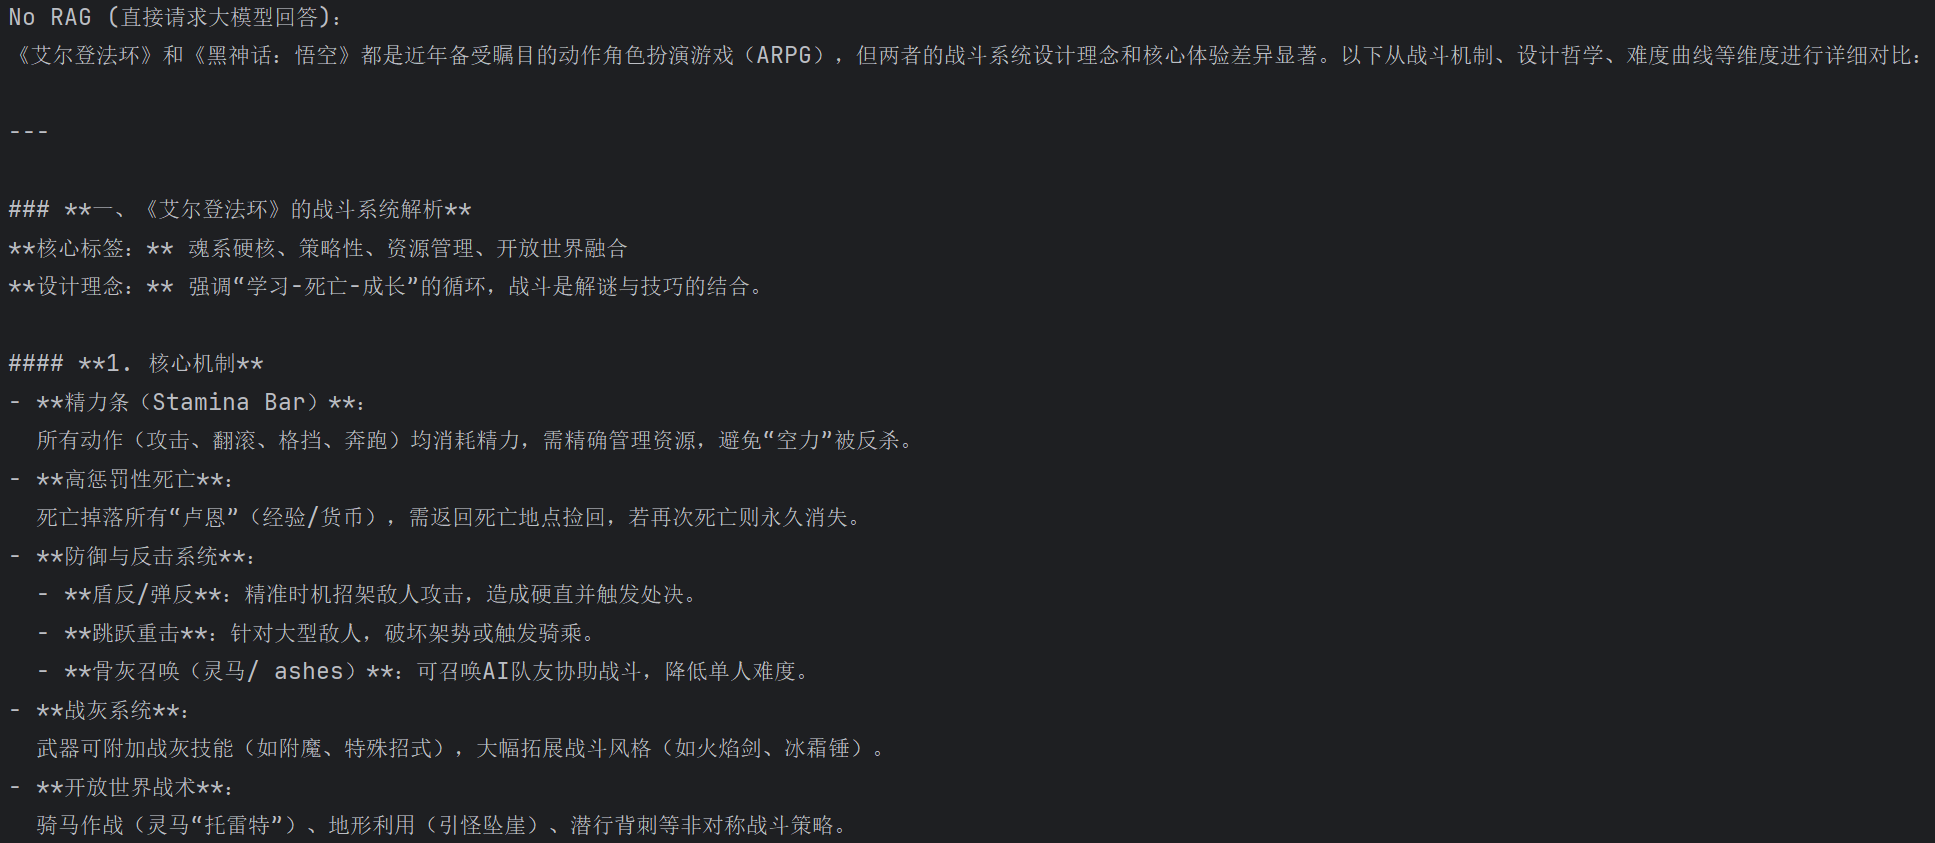 No RAG (直接请求大模型回答):
《艾尔登法环》和《黑神话：悟空》都是近年备受瞩目的动作角色扮演游戏（ARPG），但两者的战斗系统设计理念和核心体验差异显著。以下从战斗机制、设计哲学、难度曲线等维度进行详细对比：
---
### **一、《艾尔登法环》的战斗系统解析**
**核心标签：** 魂系硬核、策略性、资源管理、开放世界融合
**设计理念：** 强调“学习-死亡-成长”的循环，战斗是解谜与技巧的结合。
#### **1. 核心机制**
- **精力条（Stamina Bar）**：
  所有动作（攻击、翻滚、格挡、奔跑）均消耗精力，需精确管理资源，避免“空力”被反杀。
- **高惩罚性死亡**：
  死亡掉落所有“卢恩”（经验/货币），需返回死亡地点捡回，若再次死亡则永久消失。
- **防御与反击系统**：
  - **盾反/弹反**：精准时机招架敌人攻击，造成硬直并触发处决。
  - **跳跃重击**：针对大型敌人，破坏架势或触发骑乘。
  - **骨灰召唤（灵马/ ashes）**：可召唤AI队友协助战斗，降低单人难度。
- **战灰系统**：
  武器可附加战灰技能（如附魔、特殊招式），大幅拓展战斗风格（如火焰剑、冰霜锤）。
- **开放世界战术**：
  骑马作战（灵马“托雷特”）、地形利用（引怪坠崖）、潜行背刺等非对称战斗策略。